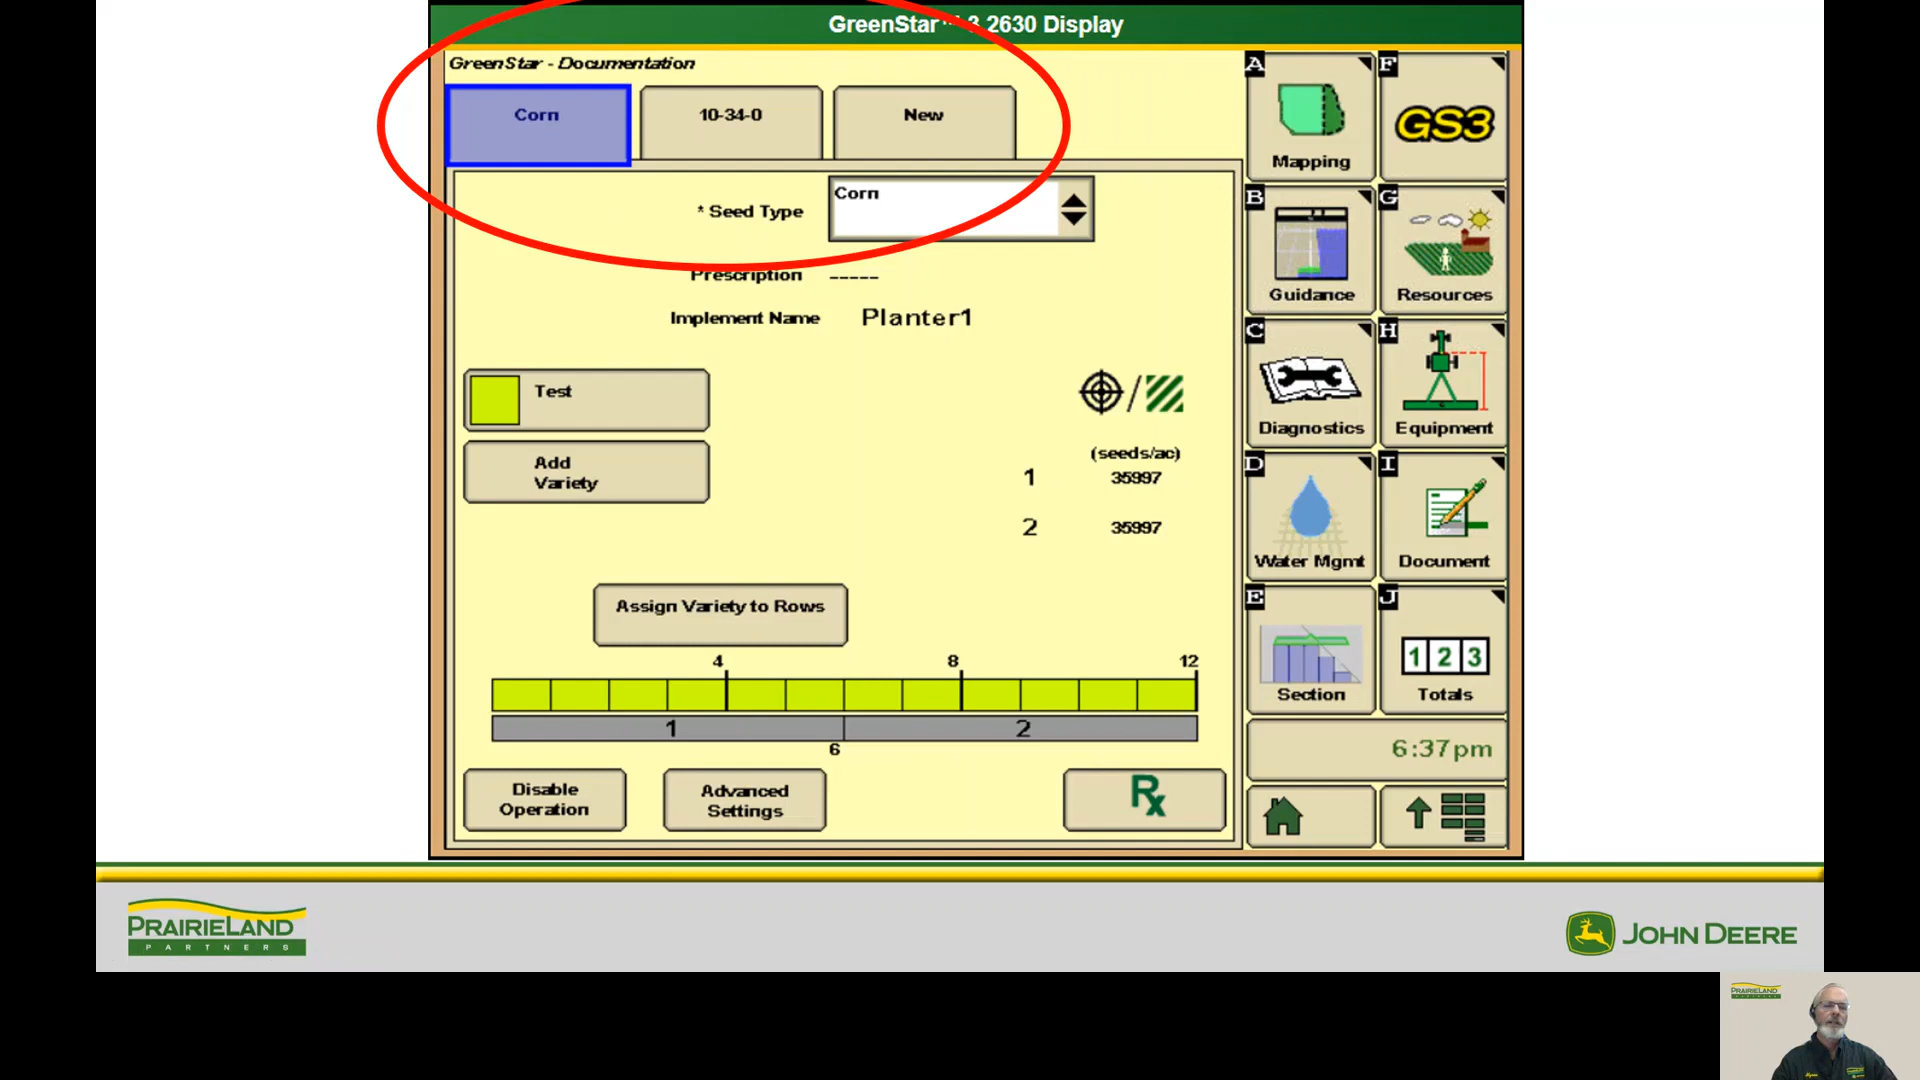 GreenStar™ 3 2630 Display
GreenStar - Documentation
Corn
10-34-0
New
* Seed Type
Corn
Prescription
-----
Implement Name
Planter1
Test
Add
Variety
(seeds/ac)
1
35997
2
35997
Assign Variety to Rows
4
8
12
1
2
6
Disable
Operation
Advanced
Settings
Rx
A
Mapping
F
GS3
B
Guidance
G
Resources
C
Diagnostics
H
Equipment
D
Water Mgmt
I
Document
E
Section
J
1 2 3
Totals
6:37pm
PRAIRIELAND
PARTNERS
JOHN DEERE
PRAIRIELAND